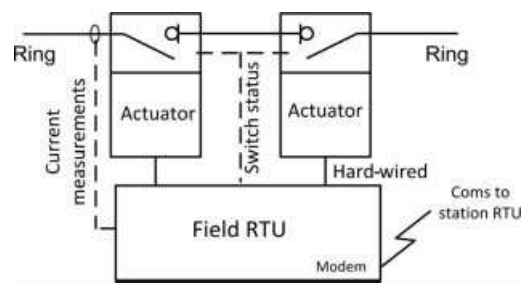 Ring
Ring
Current
measurements
Actuator
Switch status
Actuator
Hard-wired
Coms to
station RTU
Field RTU
Modem